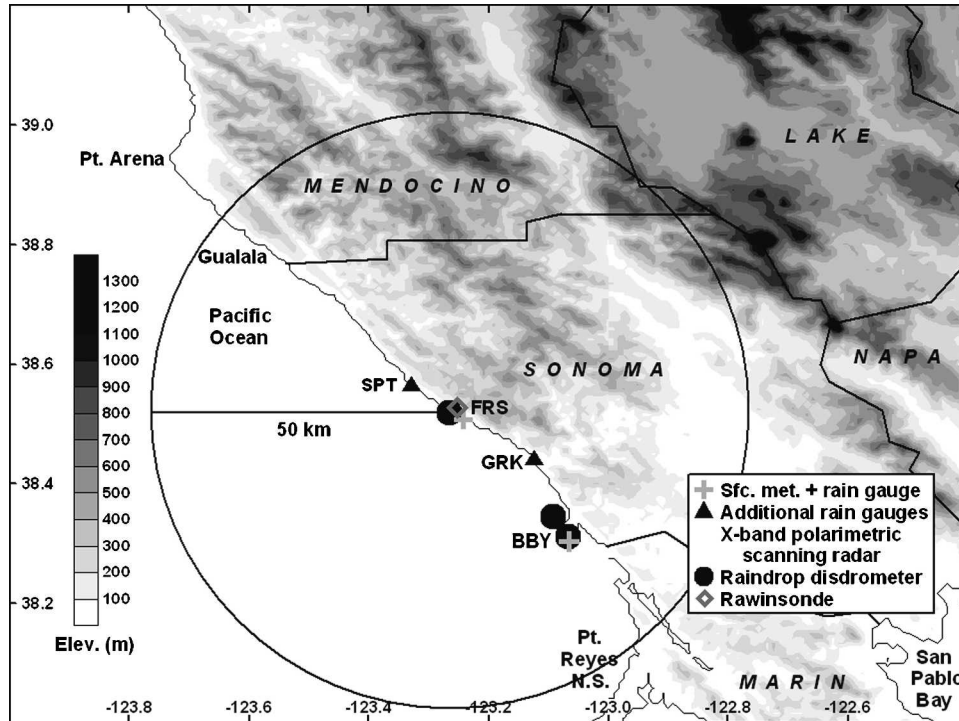 39.0
Pt. Arena
LAKE
MENDOCINO
38.8
Gualala
1300
1200
1100
1000
900
800
700
600
500
400
300
200
100
Elev. (m)
Pacific
Ocean
38.6
SONOMA
NAPA
SPT
FRS
50 km
38.4
GRK
BBY
Sfc. met. + rain gauge
Additional rain gauges
X-band polarimetric
scanning radar
Raindrop disdrometer
Rawinsonde
38.2
Pt.
Reyes
N.S.
San
Pablo
Bay
MARIN
-123.8
-123.6
-123.4
-123.2
-123.0
-122.8
-122.6